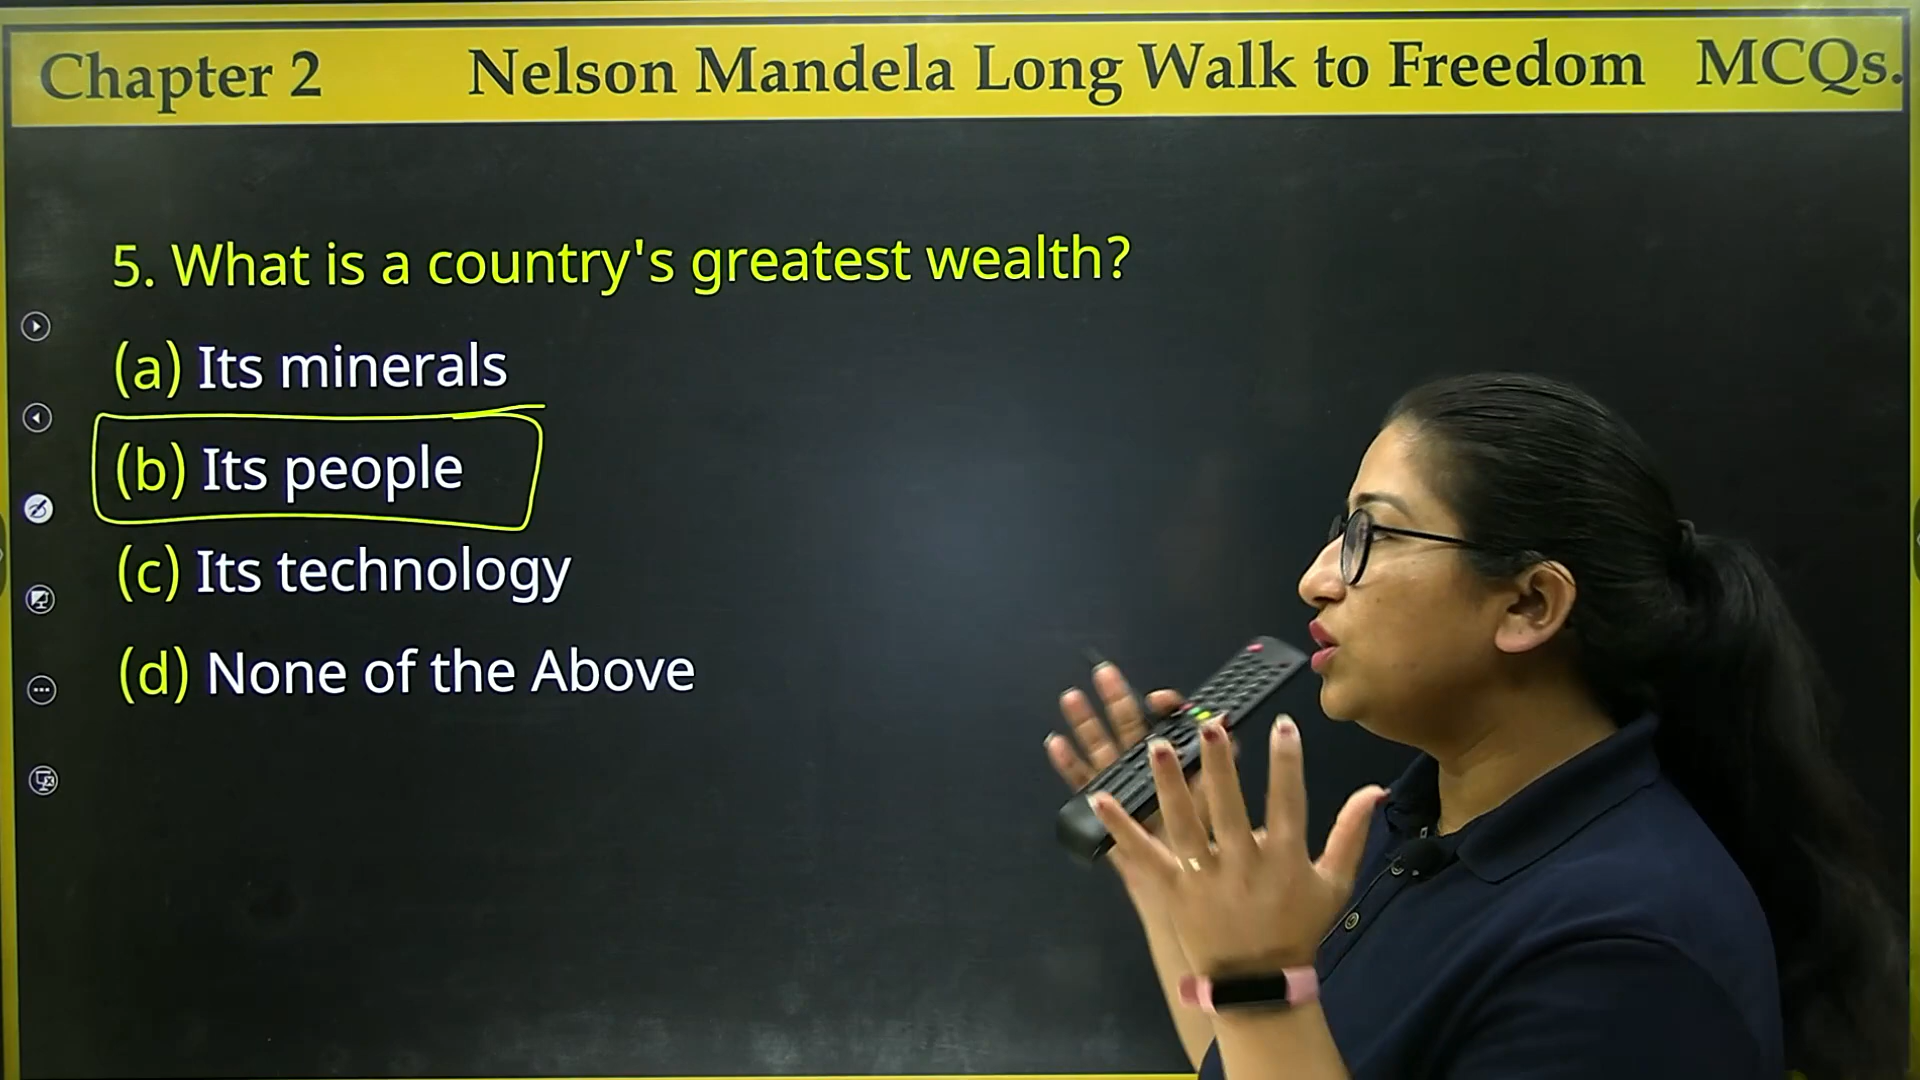 Chapter 2 Nelson Mandela Long Walk to Freedom MCQs.
5. What is a country's greatest wealth?
(a) Its minerals
(b) Its people
(c) Its technology
(d) None of the Above